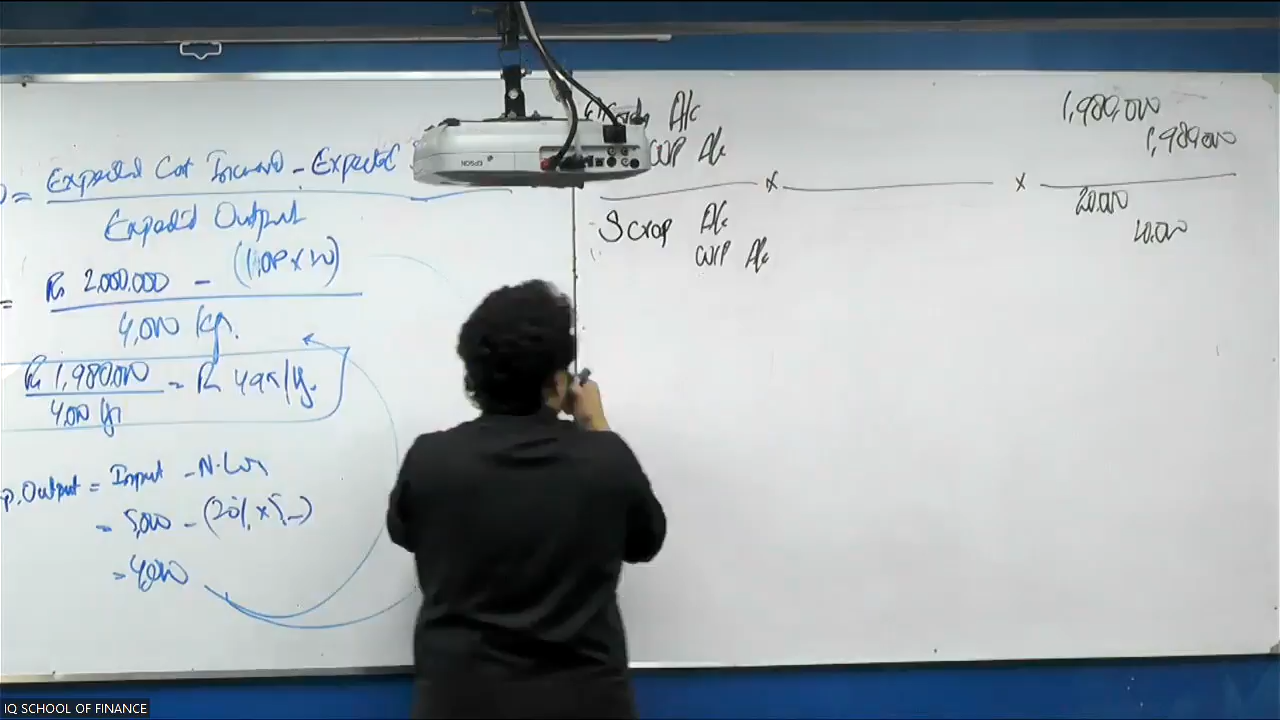 = Expected Cost Incurred - Expected
Expected Output
= Rs 2,000,000 - (1,000 × 20)
4,000 kg.
Rs 1,980,000 = Rs 495/kg.
4,000 kg
p. Output = Input - N. Loss
= 5,000 - (20% × 5,-)
= 4,000
EPSON
A/c
WIP A/c
×
×
Scrap A/c
WIP A/c
1,980,000
1,980,000
20,000
20,000
IQ SCHOOL OF FINANCE